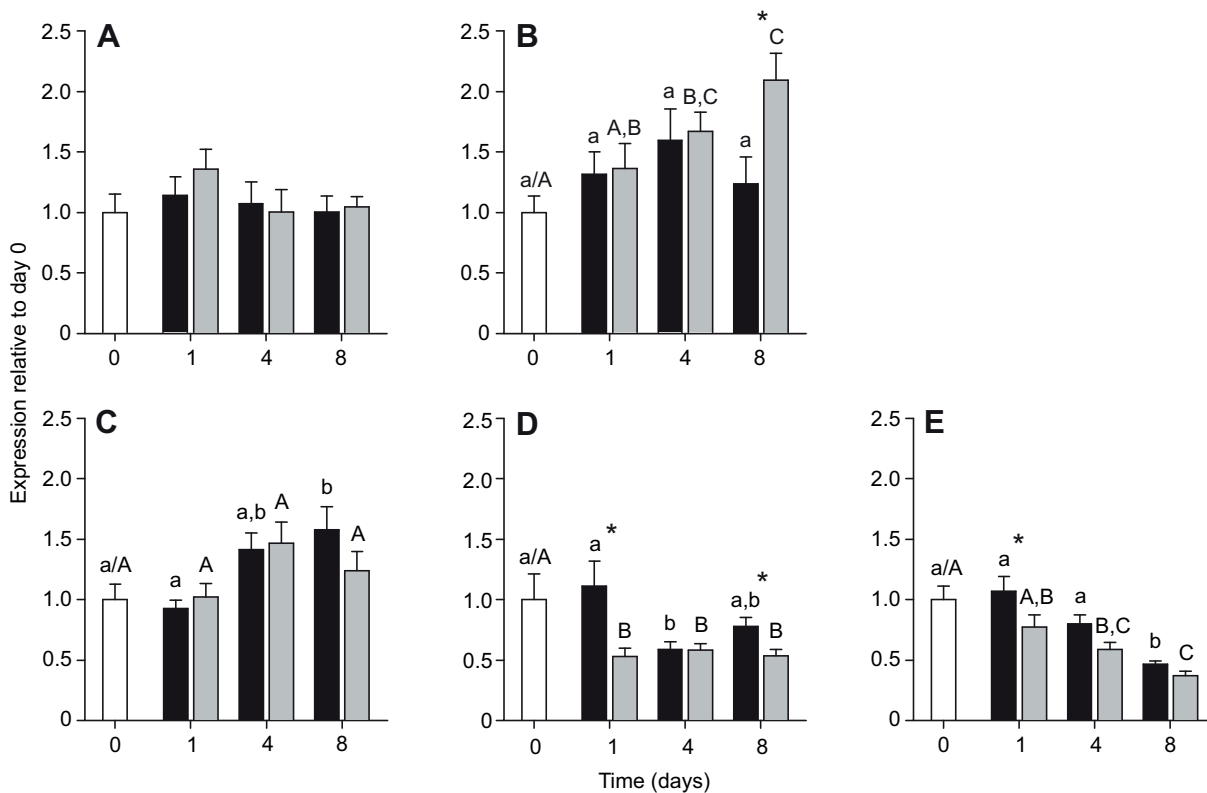 Expression relative to day 0
A
2.5
2.0
1.5
1.0
0.5
0
0 1 4 8
B
2.5
2.0
1.5
1.0
0.5
0
a/A a A,B a B,C a * C
0 1 4 8
C
2.5
2.0
1.5
1.0
0.5
0
a/A a A a,b A b A
0 1 4 8
D
2.5
2.0
1.5
1.0
0.5
0
a/A a * B b B a,b * B
0 1 4 8
E
2.5
2.0
1.5
1.0
0.5
0
a/A a * A,B a B,C b C
0 1 4 8
Time (days)